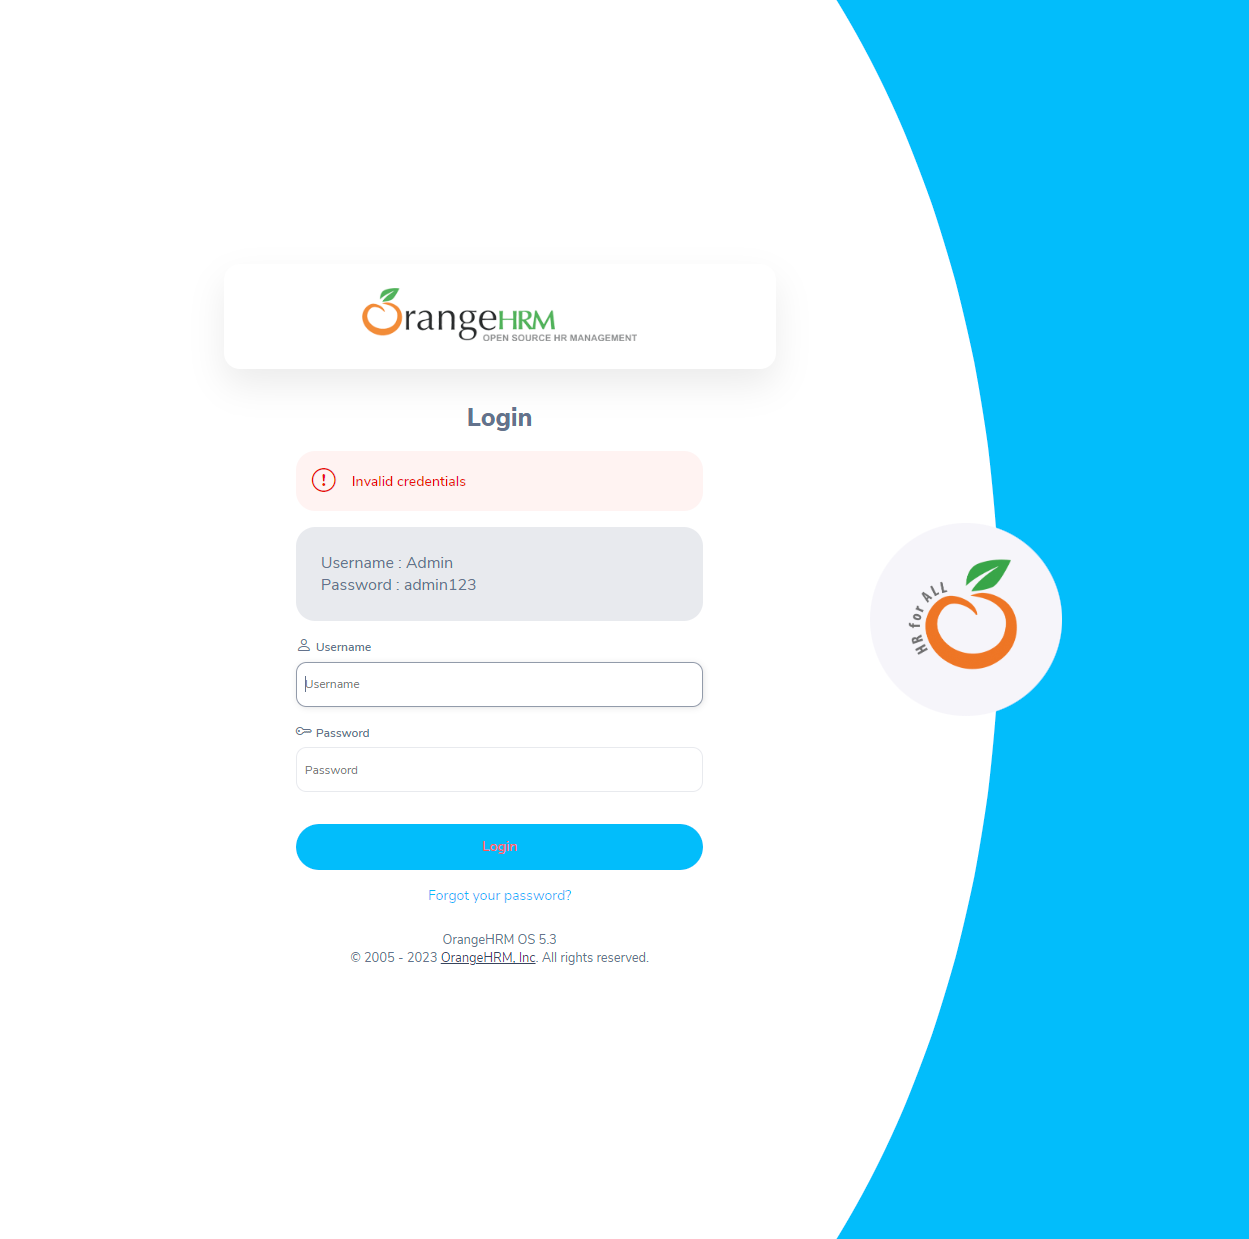 OrangeHRM
OPEN SOURCE HR MANAGEMENT
Login
Invalid credentials
Username : Admin
Password : admin123
Username
Username
Password
Password
Login
Forgot your password?
OrangeHRM OS 5.3
© 2005 - 2023 OrangeHRM, Inc. All rights reserved.
HR for ALL